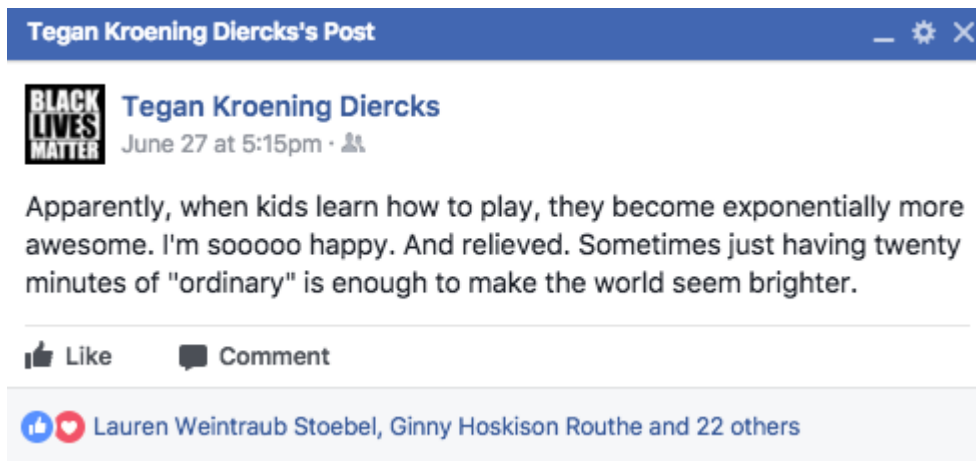 Tegan Kroening Diercks's Post
BLACK
LIVES
MATTER
Tegan Kroening Diercks
June 27 at 5:15pm ·
Apparently, when kids learn how to play, they become exponentially more
awesome. I'm sooooo happy. And relieved. Sometimes just having twenty
minutes of "ordinary" is enough to make the world seem brighter.
Like Comment
Lauren Weintraub Stoebel, Ginny Hoskison Routhe and 22 others